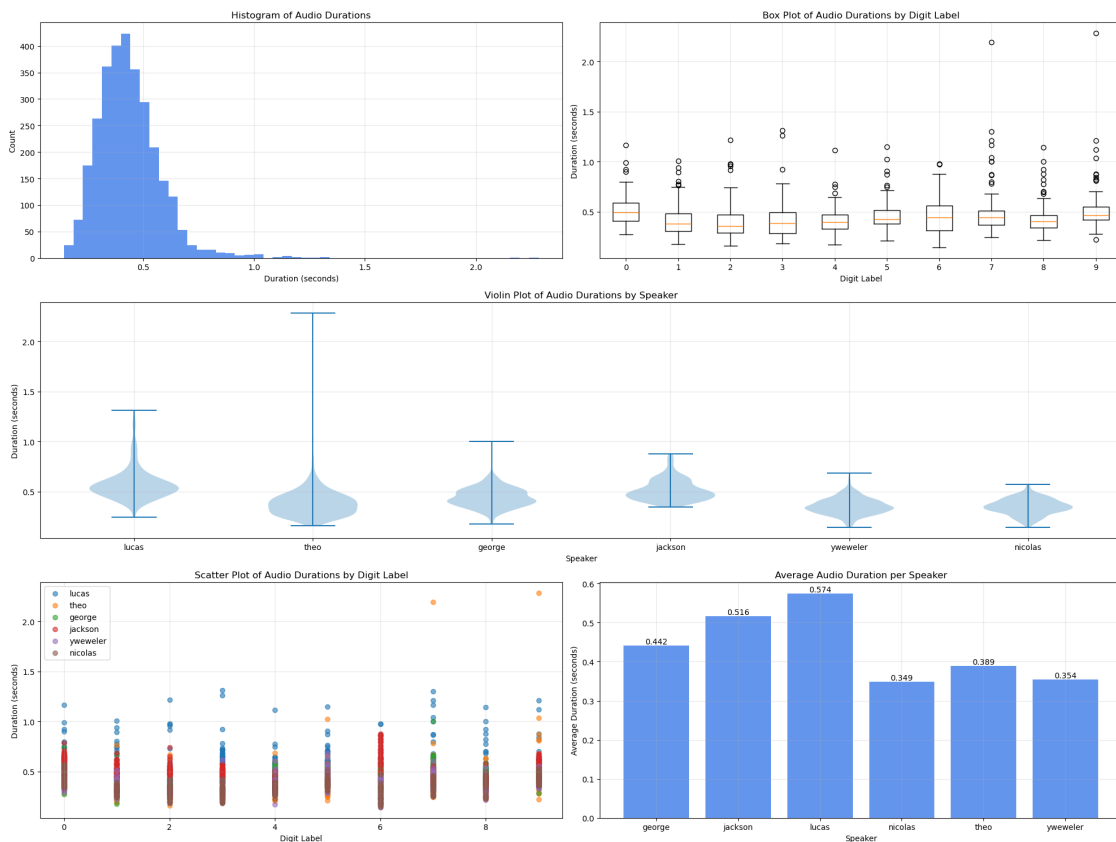 Histogram of Audio Durations
Count
400
350
300
250
200
150
100
50
0
0.5
1.0
1.5
2.0
Duration (seconds)
Box Plot of Audio Durations by Digit Label
Duration (seconds)
2.0
1.5
1.0
0.5
0
1
2
3
4
5
6
7
8
9
Digit Label
Violin Plot of Audio Durations by Speaker
Duration (seconds)
2.0
1.5
1.0
0.5
lucas
theo
george
jackson
yweweler
nicolas
Speaker
Scatter Plot of Audio Durations by Digit Label
lucas
theo
george
jackson
yweweler
nicolas
Duration (seconds)
2.0
1.5
1.0
0.5
0
2
4
6
8
Digit Label
Average Audio Duration per Speaker
Average Duration (seconds)
0.6
0.5
0.4
0.3
0.2
0.1
0.0
0.442
0.516
0.574
0.349
0.389
0.354
george
jackson
lucas
nicolas
theo
yweweler
Speaker